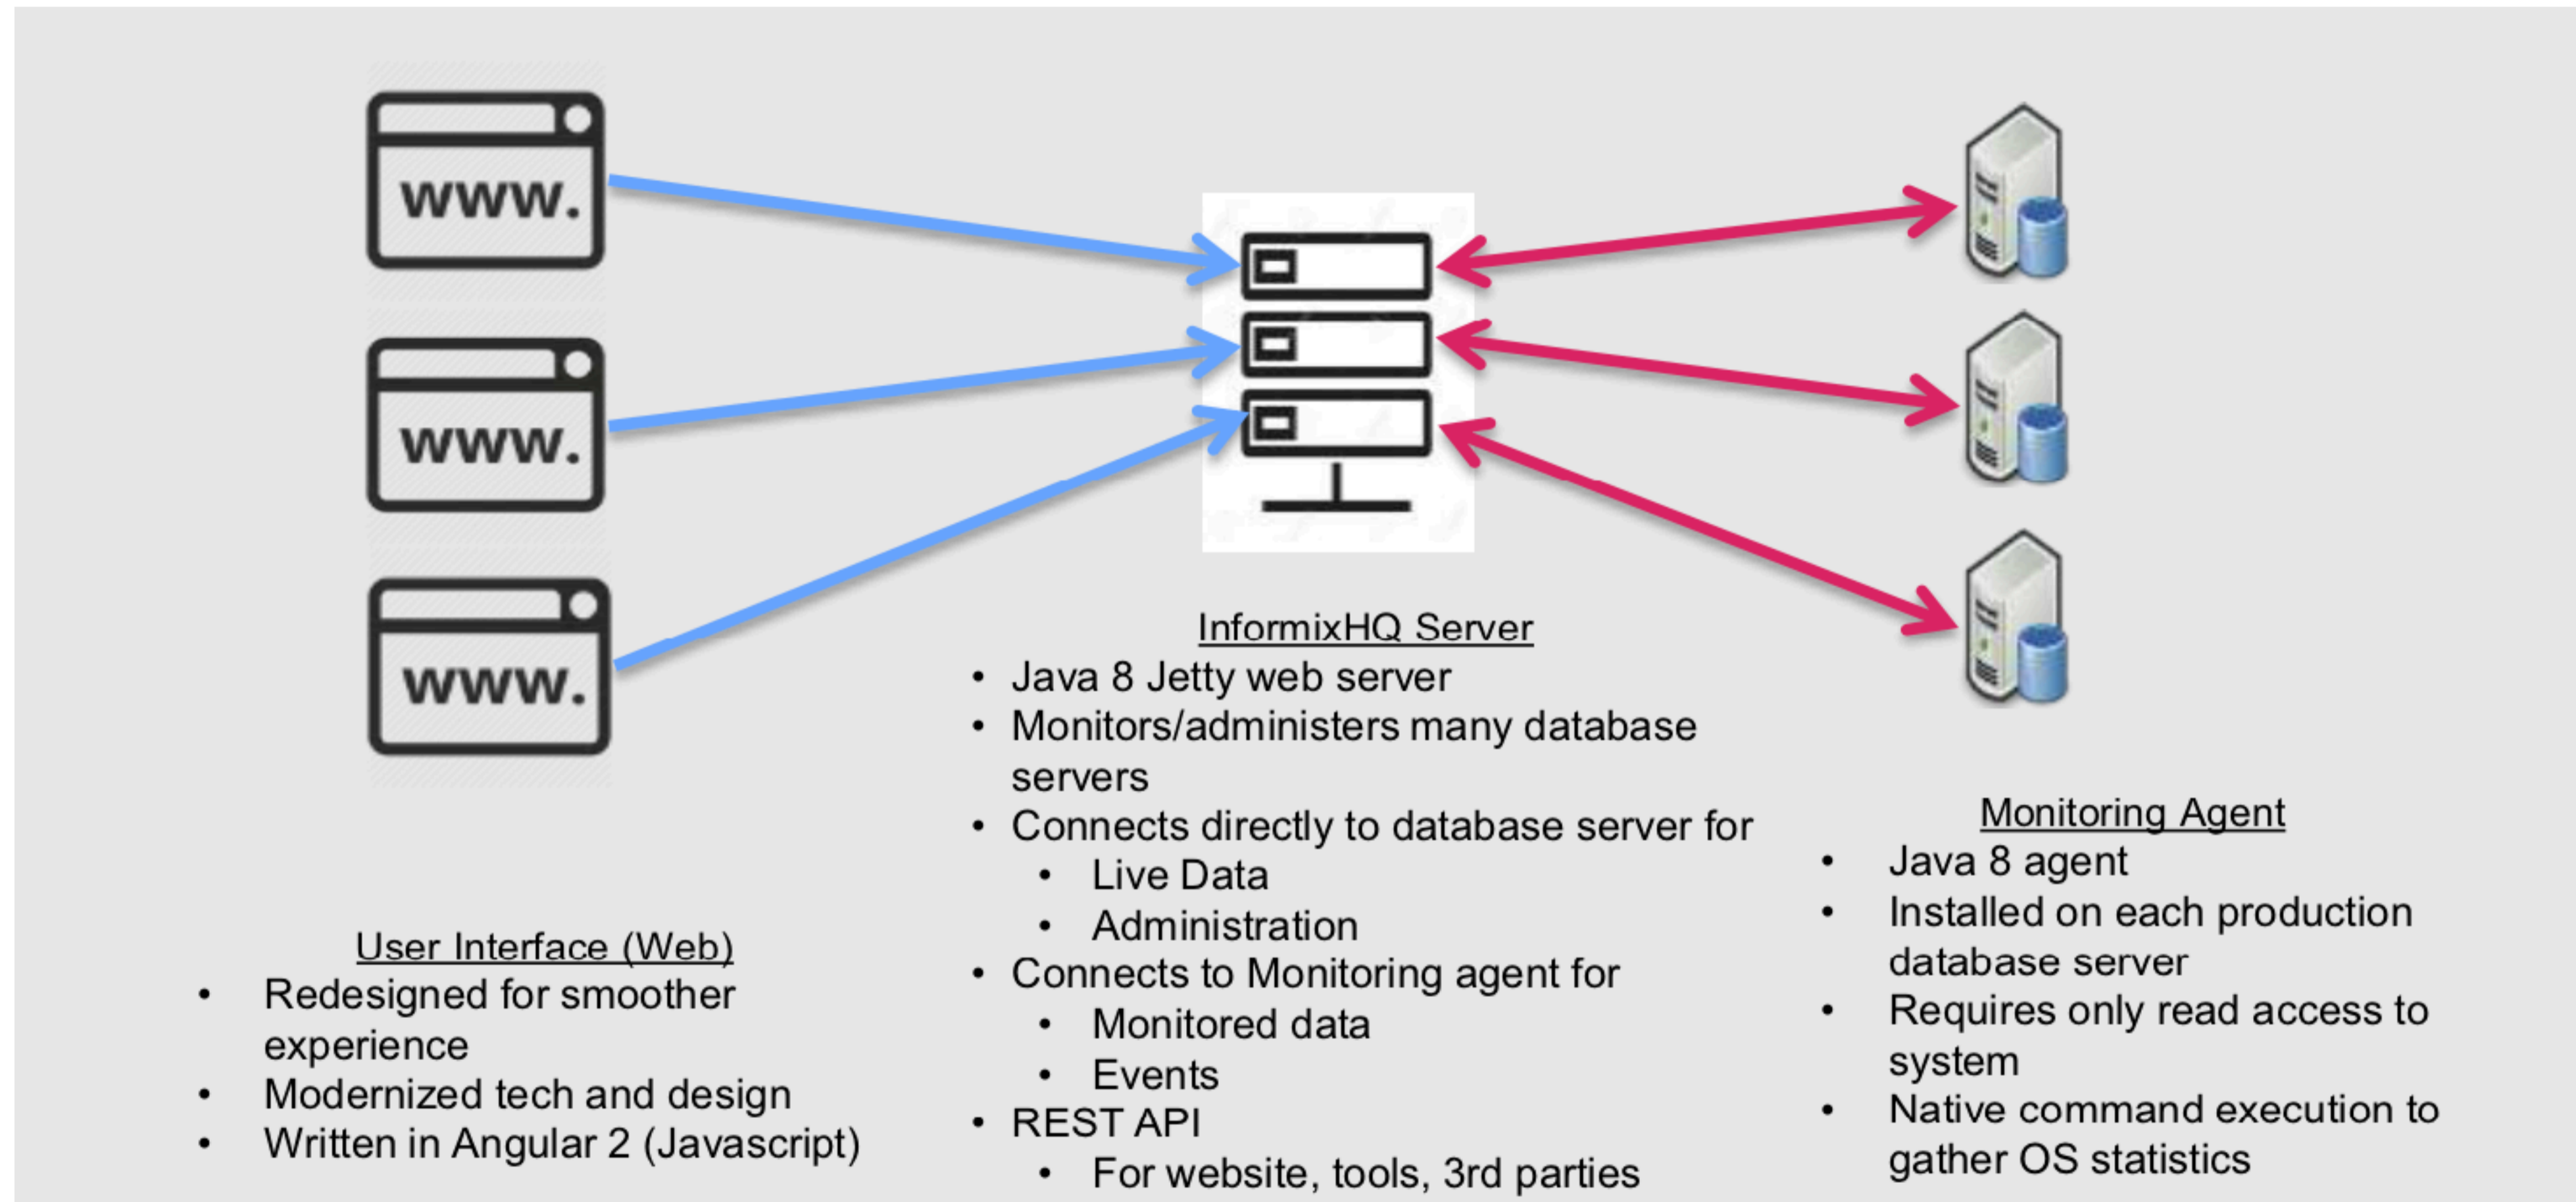 www.
www.
www.
User Interface (Web)
• Redesigned for smoother
experience
• Modernized tech and design
• Written in Angular 2 (Javascript)
InformixHQ Server
• Java 8 Jetty web server
• Monitors/administers many database
servers
• Connects directly to database server for
• Live Data
• Administration
• Connects to Monitoring agent for
• Monitored data
• Events
• REST API
• For website, tools, 3rd parties
Monitoring Agent
• Java 8 agent
• Installed on each production
database server
• Requires only read access to
system
• Native command execution to
gather OS statistics